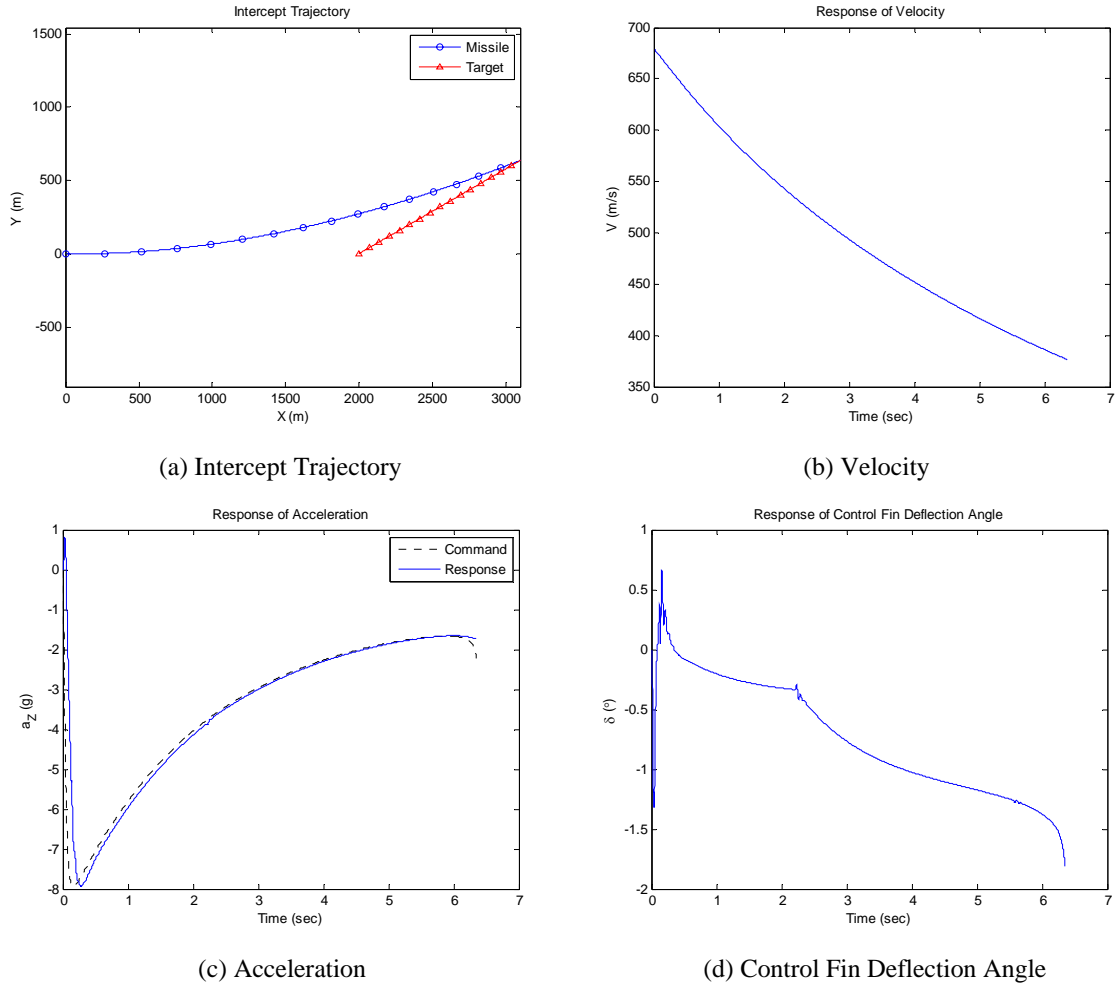 Intercept Trajectory
1500
1000
500
0
-500
Y (m)
0 500 1000 1500 2000 2500 3000
X (m)
Missile
Target
(a) Intercept Trajectory
Response of Velocity
700
650
600
550
500
450
400
350
V (m/s)
0 1 2 3 4 5 6 7
Time (sec)
(b) Velocity
Response of Acceleration
1
0
-1
-2
-3
-4
-5
-6
-7
-8
a_Z (g)
0 1 2 3 4 5 6 7
Time (sec)
Command
Response
(c) Acceleration
Response of Control Fin Deflection Angle
1
0.5
0
-0.5
-1
-1.5
-2
δ (°)
0 1 2 3 4 5 6 7
Time (sec)
(d) Control Fin Deflection Angle